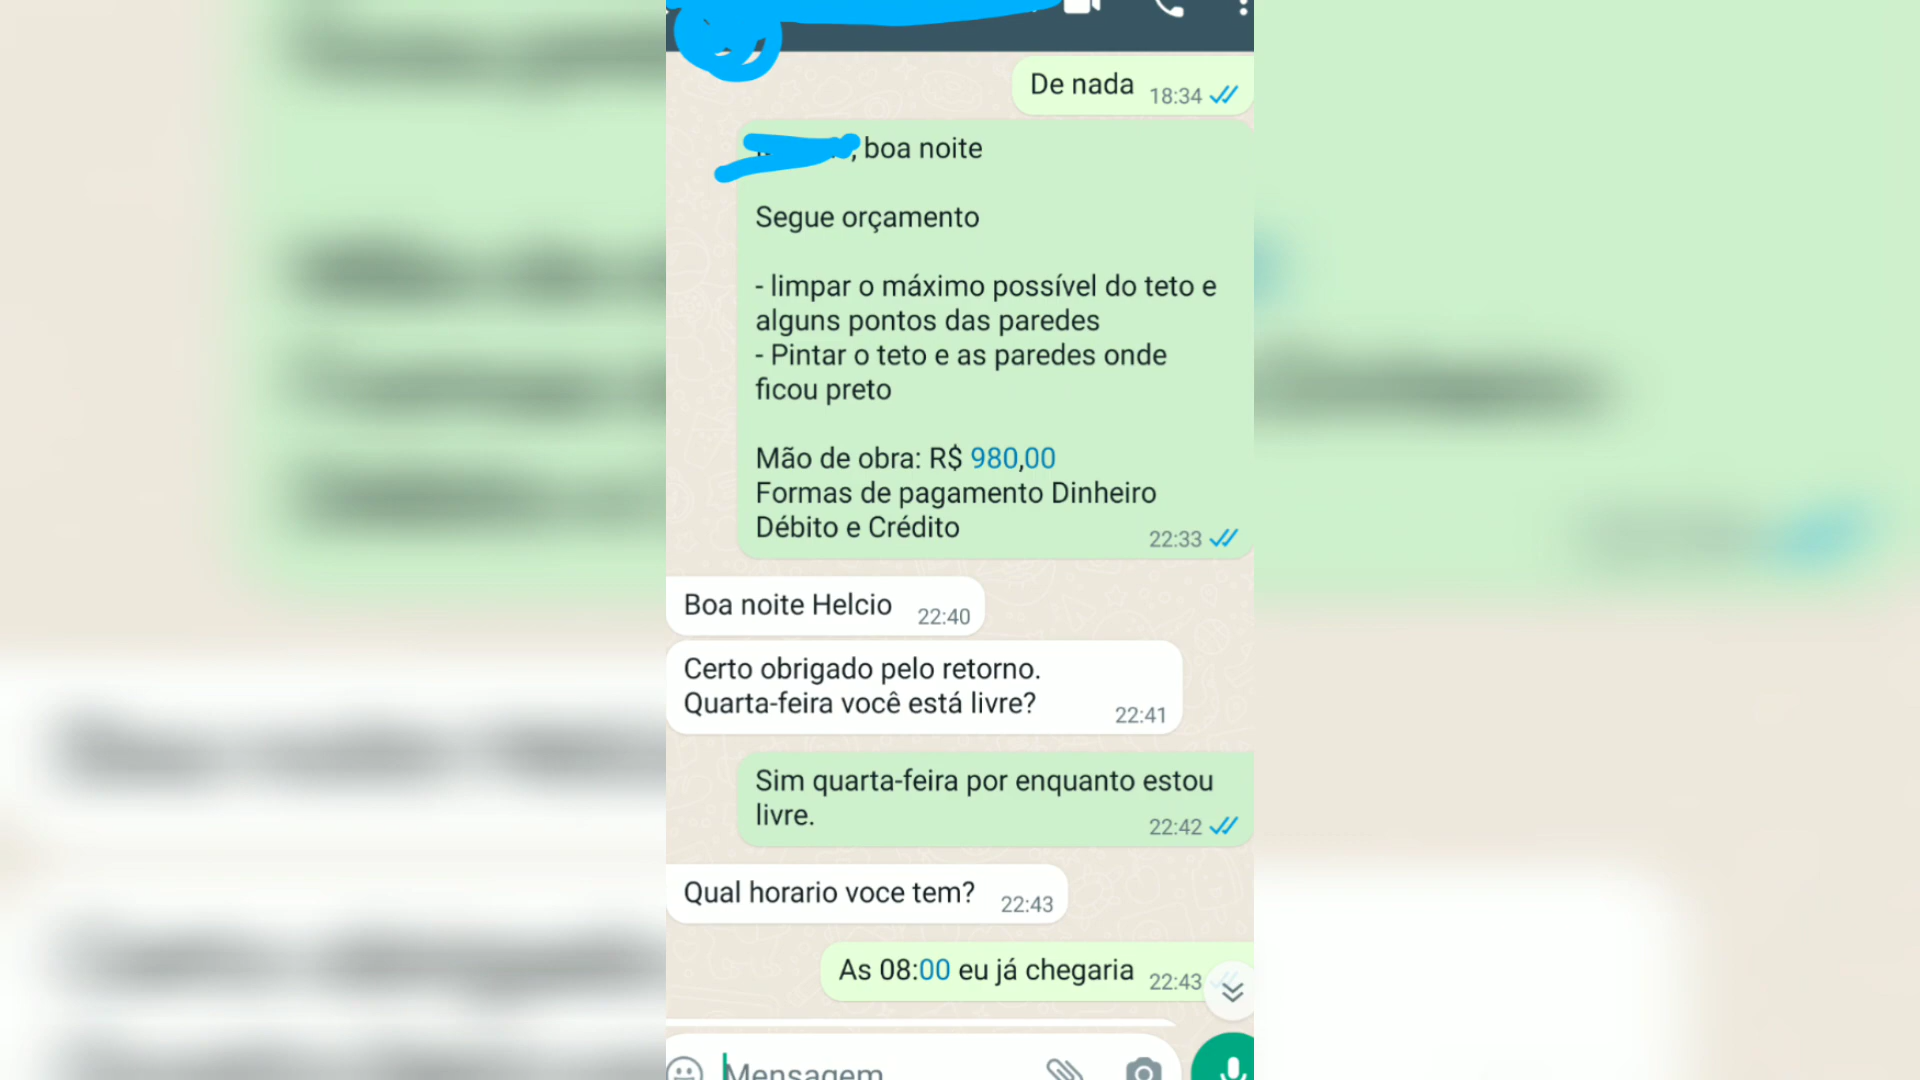 De nada 18:34
, boa noite
Segue orçamento
- limpar o máximo possível do teto e
alguns pontos das paredes
- Pintar o teto e as paredes onde
ficou preto
Mão de obra: R$ 980,00
Formas de pagamento Dinheiro
Débito e Crédito 22:33
Boa noite Helcio 22:40
Certo obrigado pelo retorno.
Quarta-feira você está livre? 22:41
Sim quarta-feira por enquanto estou
livre. 22:42
Qual horario voce tem? 22:43
As 08:00 eu já chegaria 22:43
Mensagem